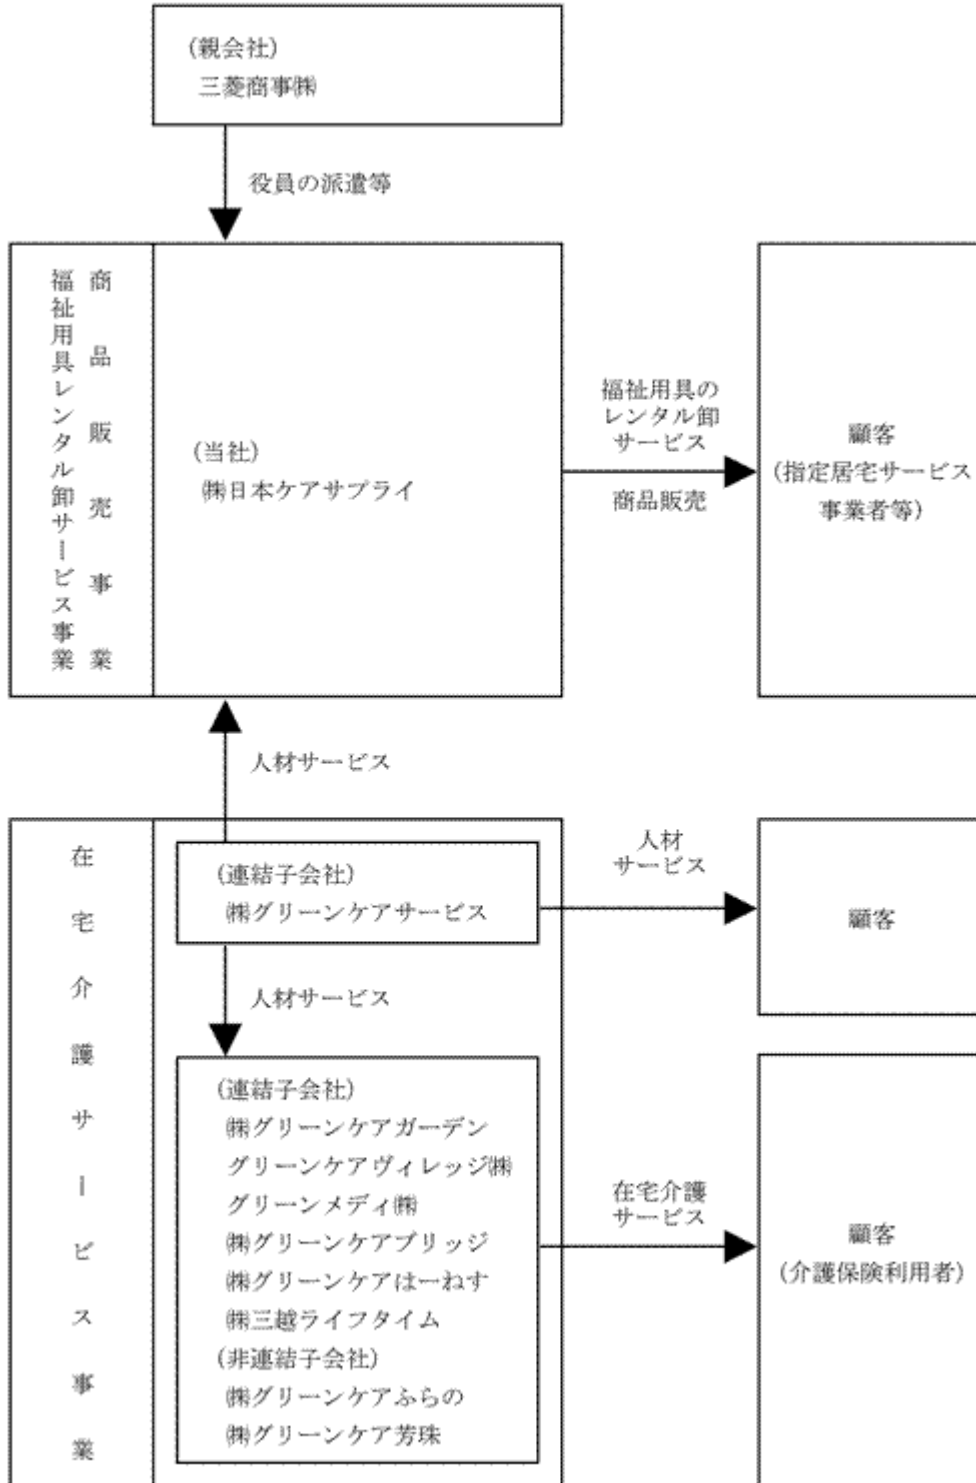 (親会社)
三菱商事㈱
役員の派遣等
商品販売事業
福祉用具レンタル卸サービス事業
(当社)
㈱日本ケアサプライ
福祉用具の
レンタル卸
サービス
商品販売
顧客
(指定居宅サービス
事業者等)
人材サービス
在宅介護サービス事業
(連結子会社)
㈱グリーンケアサービス
人材
サービス
顧客
人材サービス
(連結子会社)
㈱グリーンケアガーデン
グリーンケアヴィレッジ㈱
グリーンメディ㈱
㈱グリーンケアブリッジ
㈱グリーンケアはーねす
㈱三越ライフタイム
(非連結子会社)
㈱グリーンケアふらの
㈱グリーンケア芳珠
在宅介護
サービス
顧客
(介護保険利用者)